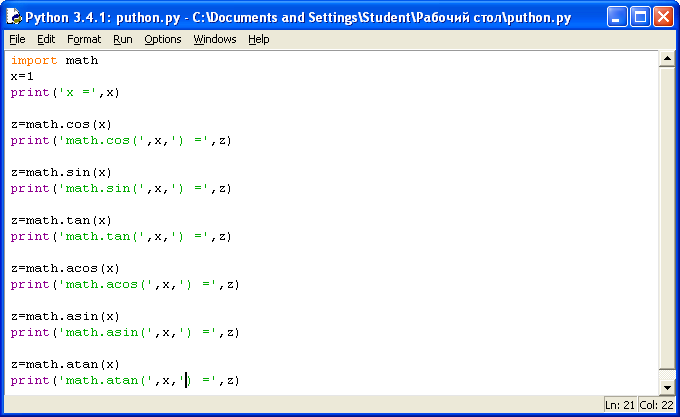 Python 3.4.1: puthon.py - C:\Documents and Settings\Student\Рабочий стол\puthon.py
File Edit Format Run Options Windows Help
import math
x=1
print('x =',x)
z=math.cos(x)
print('math.cos(',x,') =',z)
z=math.sin(x)
print('math.sin(',x,') =',z)
z=math.tan(x)
print('math.tan(',x,') =',z)
z=math.acos(x)
print('math.acos(',x,') =',z)
z=math.asin(x)
print('math.asin(',x,') =',z)
z=math.atan(x)
print('math.atan(',x,') =',z)
Ln: 21 Col: 22